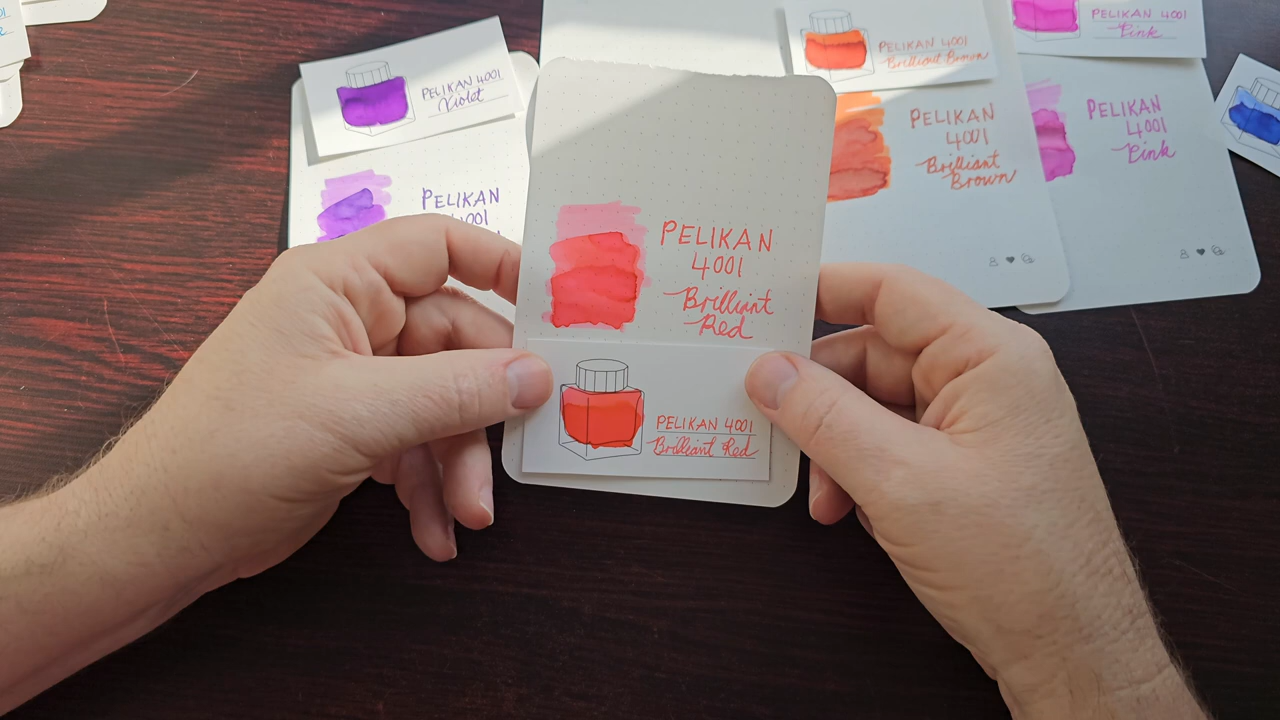 PELIKAN 4001
Violet
PELIKAN
4001
PELIKAN
4001
Brilliant
Red
PELIKAN 4001
Brilliant Red
PELIKAN 4001
Brilliant Brown
PELIKAN
4001
Brilliant
Brown
PELIKAN 4001
Pink
PELIKAN
4001
Pink